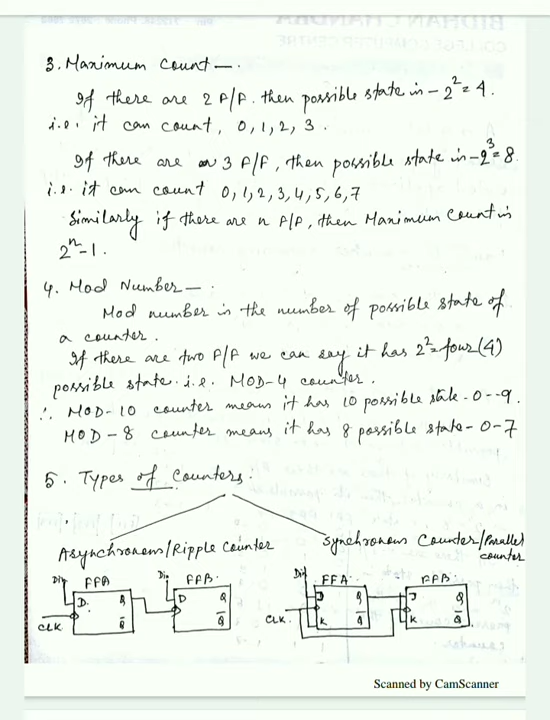 3. Maximum Count —.
If there are 2 F/F. then possible state is - 2² = 4.
i.e. it can count, 0, 1, 2, 3.
If there are 3 F/F, then possible state is - 2³ = 8
i.e. it can count 0, 1, 2, 3, 4, 5, 6, 7
Similarly if there are n F/F, then Maximum Count is
2ⁿ-1.
4. Mod Number —.
Mod number is the number of possible state of
a counter.
If there are two F/F we can say it has 2² = four (4)
possible state. i.e. MOD-4 counter.
∴ MOD-10 counter means it has 10 possible state - 0--9.
MOD-8 counter means it has 8 possible state - 0-7
5. Types of Counters.
Asynchronous/Ripple Counter
Synchronous Counter/Parallel
counter
Din FFA Din FFB.
D Q D Q
CLK Q̅ Q̅
Din FFA. FFB.
J Q J Q
CLK. K Q̅ K Q̅
Scanned by CamScanner